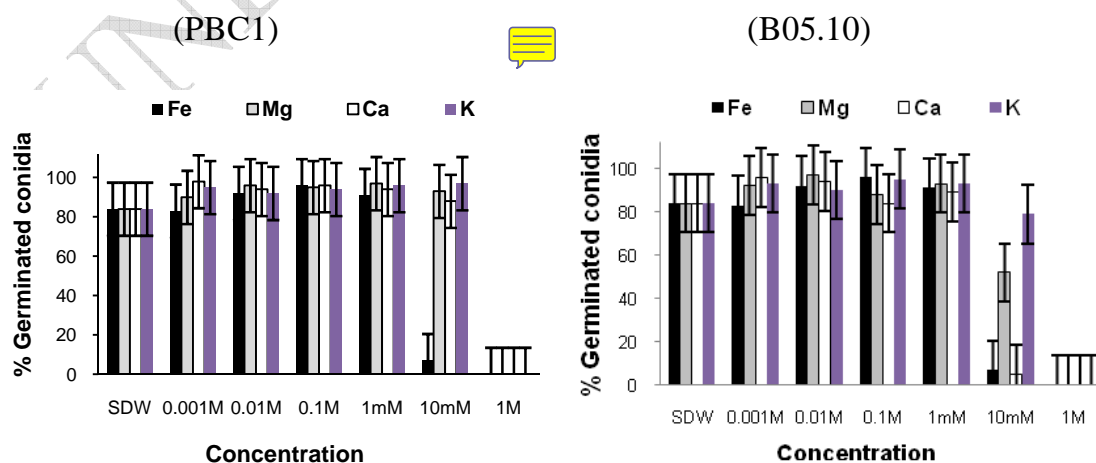 (PBC1)
Fe Mg Ca K
% Germinated conidia
100
80
60
40
20
0
SDW 0.001M 0.01M 0.1M 1mM 10mM 1M
Concentration
(B05.10)
Fe Mg Ca K
% Germinated conidia
100
80
60
40
20
0
SDW 0.001M 0.01M 0.1M 1mM 10mM 1M
Concentration